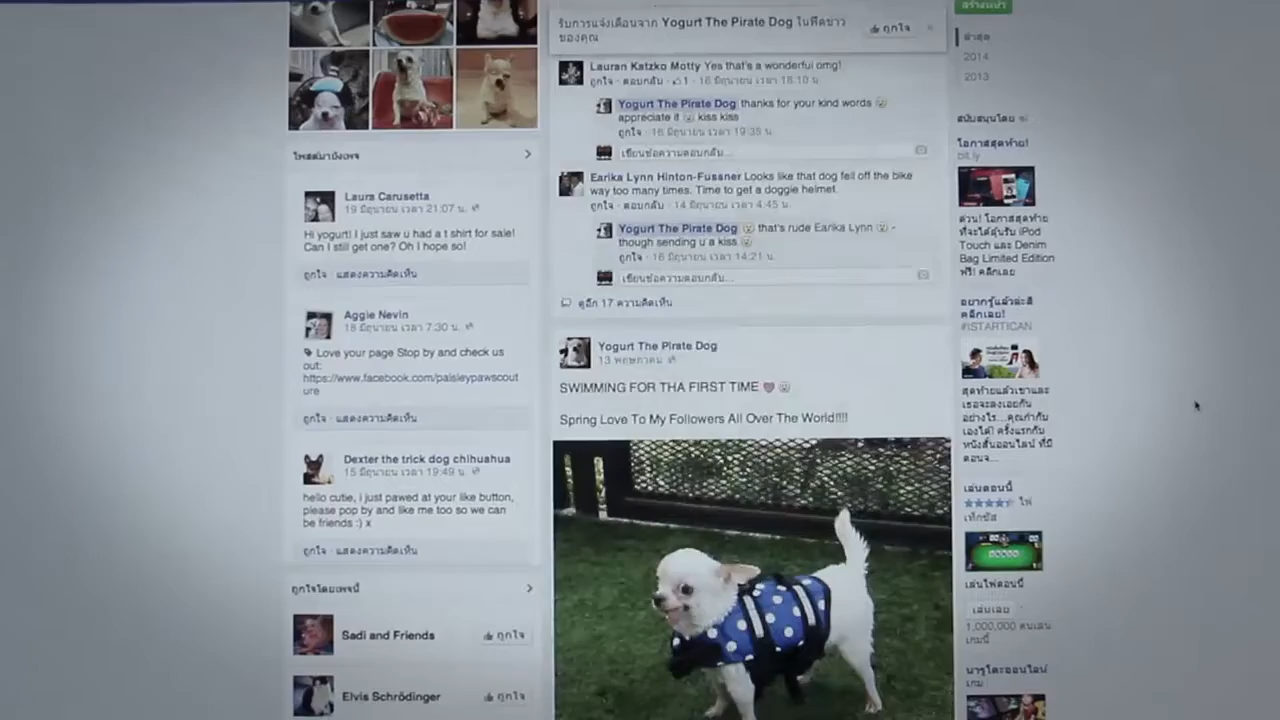 รับการแจ้งเตือนจาก Yogurt The Pirate Dog ในฟีดข่าว
ของคุณ
ถูกใจ
Lauran Katzko Motty Yes that's a wonderful omg!
ถูกใจ · ตอบกลับ · 1 · 16 มิถุนายน เวลา 18.10 น.
Yogurt The Pirate Dog thanks for your kind words
appreciate it kiss kiss
ถูกใจ · 16 มิถุนายน เวลา 19:35 น.
เขียนข้อความตอบกลับ...
Earika Lynn Hinton-Fussner Looks like that dog fell off the bike
way too many times. Time to get a doggie helmet.
ถูกใจ · ตอบกลับ · 14 มิถุนายน เวลา 4.45 น.
Yogurt The Pirate Dog that's rude Earika Lynn -
though sending u a kiss
ถูกใจ · 16 มิถุนายน เวลา 14:21 น.
เขียนข้อความตอบกลับ...
ดูอีก 17 ความคิดเห็น
Yogurt The Pirate Dog
13 พฤษภาคม
SWIMMING FOR THA FIRST TIME
Spring Love To My Followers All Over The World!!!!
โพสต์มายังเพจ
Laura Carusetta
19 มิถุนายน เวลา 21:07 น.
Hi yogurt! I just saw u had a t shirt for sale!
Can I still get one? Oh I hope so!
ถูกใจ · แสดงความคิดเห็น
Aggie Nevin
18 มิถุนายน เวลา 7:30 น.
Love your page Stop by and check us
out:
https://www.facebook.com/paisleypawscout
ure
ถูกใจ · แสดงความคิดเห็น
Dexter the trick dog chihuahua
15 มิถุนายน เวลา 19:49 น.
hello cutie, i just pawed at your like button,
please pop by and like me too so we can
be friends :) x
ถูกใจ · แสดงความคิดเห็น
ถูกใจโดยเพจนี้
Sadi and Friends
ถูกใจ
Elvis Schrödinger
ถูกใจ
สร้างโฆษณา
ล่าสุด
2014
2013
สนับสนุนโดย
โอกาสสุดท้าย!
bit.ly
ด่วน! โอกาสสุดท้าย
ที่จะได้ลุ้นรับ iPod
Touch และ Denim
Bag Limited Edition
ฟรี! คลิกเลย
อยากรู้แล้วล่ะสิ
คลิกเลย!
#ISTARTICAN
สุดท้ายแล้วเขาและ
เธอจะลงเอยกัน
อย่างไร...คุณกำกับ
เองได้! ครั้งแรกกับ
หนังสั้นออนไลน์ ที่มี
ตอนจ...
เล่นตอนนี้
ไพ่
เท็กซัส
เล่นไพ่ตอนนี้
เล่นเลย
1,000,000 คนเล่น
เกมนี้
นารูโตะออนไลน์
เกม